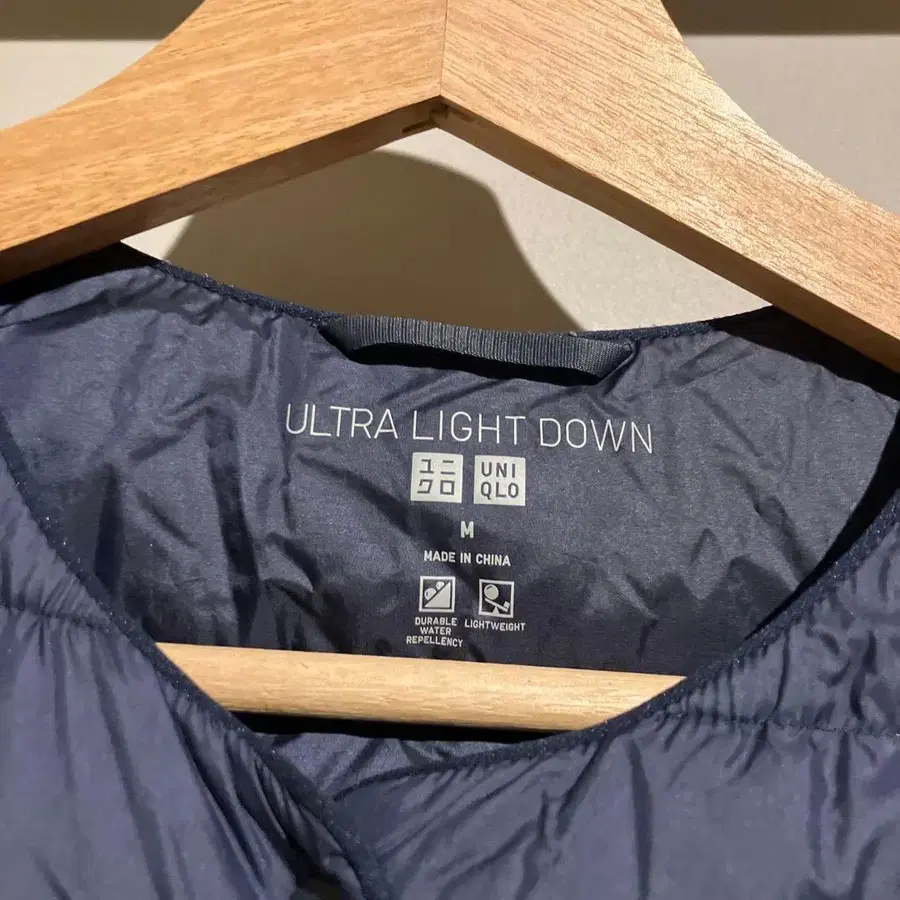 ULTRA LIGHT DOWN
ユニ UNI
クロ QLO
M
MADE IN CHINA
DURABLE WATER REPELLENCY
LIGHTWEIGHT